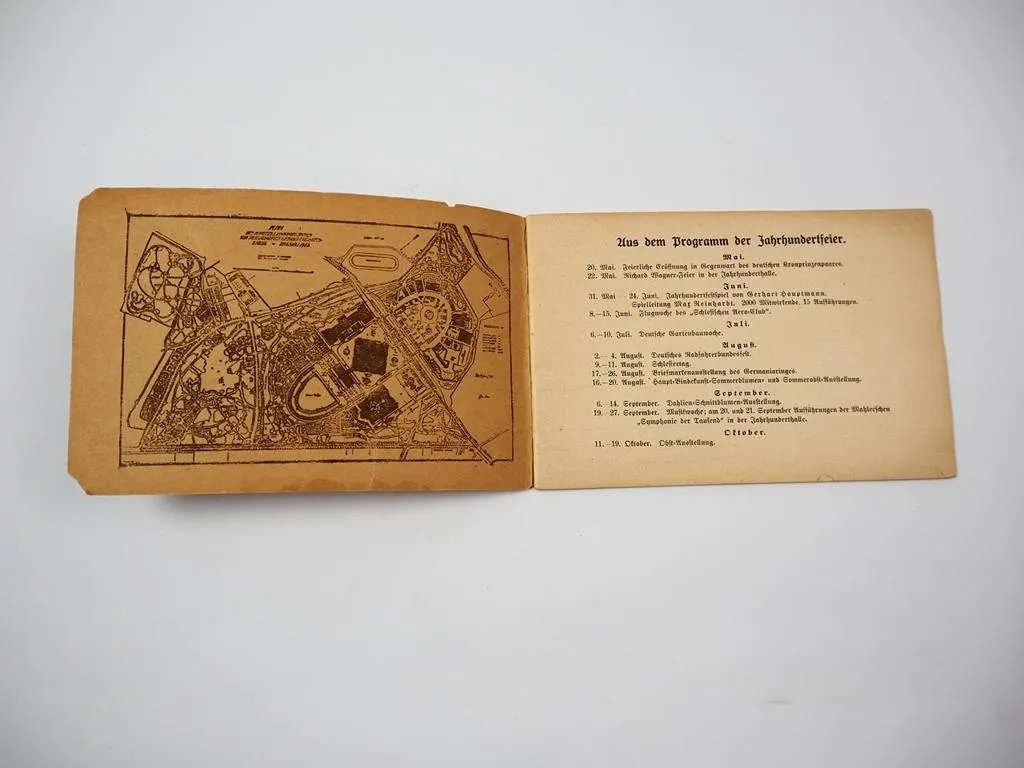 PLAN
Aus dem Programm der Jahrhundertfeier.
Mai.
20. Mai. Feierliche Eröffnung in Gegenwart des deutschen Kronprinzenpaares.
22. Mai. Richard Wagner-Feier in der Jahrhunderthalle.
Juni.
31. Mai — 24. Juni. Jahrhundertfestspiel von Gerhart Hauptmann.
Spielleitung Max Reinhardt. 2000 Mitwirkende, 15 Aufführungen.
8.—15. Juni. Flugwoche des „Schlesischen Aero-Club“.
Juli.
6.—10. Juli. Deutsche Gartenbauwoche.
August.
2.— 4. August. Deutsches Radfahrerbundesfest.
9.—11. August. Schlesiertag.
17.—26. August. Briefmarkenausstellung des Germaniaringes.
16.—20. August. Haupt-Bindekunst-Sommerblumen- und Sommerobst-Ausstellung.
September.
6.—14. September. Dahlien-Schnittblumen-Ausstellung.
19.—27. September. Musikwoche; am 20. und 21. September Aufführungen der Mahlerschen
„Symphonie der Tausend“ in der Jahrhunderthalle.
Oktober.
11.—19. Oktober. Obst-Ausstellung.